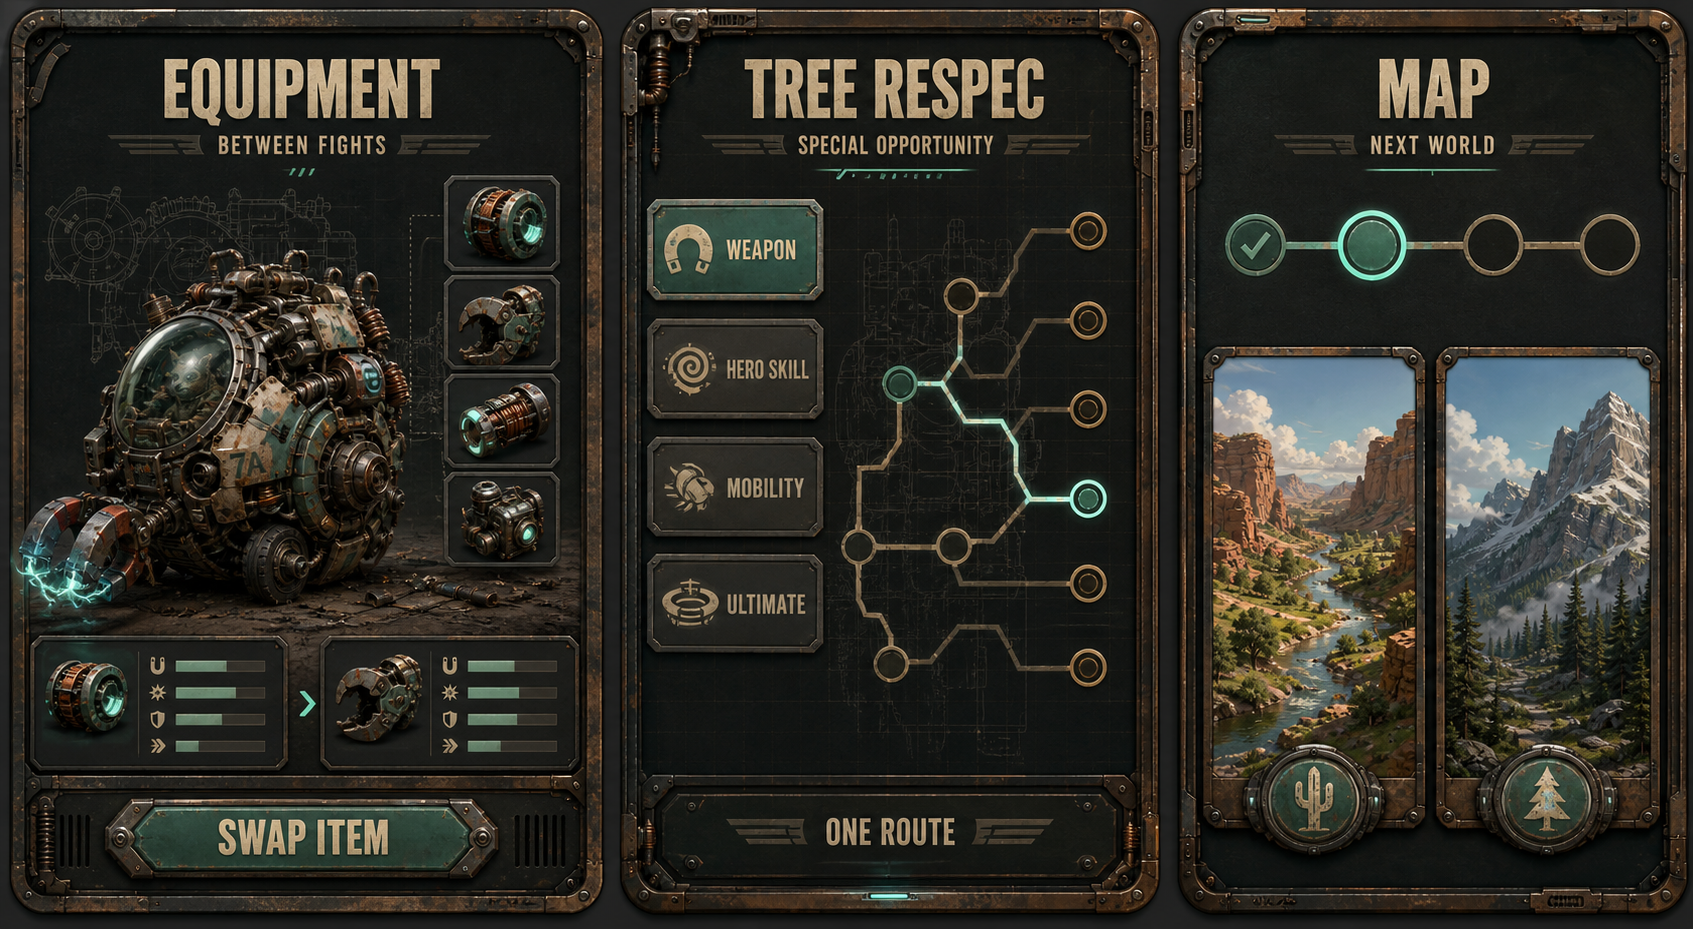 EQUIPMENT
BETWEEN FIGHTS
7A
SWAP ITEM
TREE RESPEC
SPECIAL OPPORTUNITY
WEAPON
HERO SKILL
MOBILITY
ULTIMATE
ONE ROUTE
MAP
NEXT WORLD